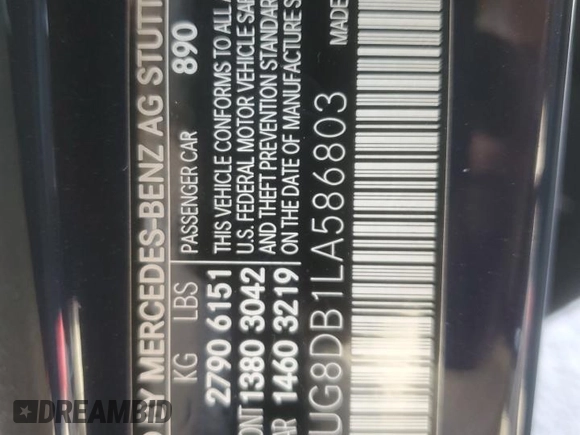 Y MERCEDES-BENZ AG STUTT
890
KG LBS PASSENGER CAR
2790 6151
1380 3042
1460 3219
THIS VEHICLE CONFORMS TO ALL
U.S. FEDERAL MOTOR VEHICLE
AND THEFT PREVENTION STANDAR
ON THE DATE OF MANUFACTURE
MADE
UG8DB1LA586803
DREAMBID